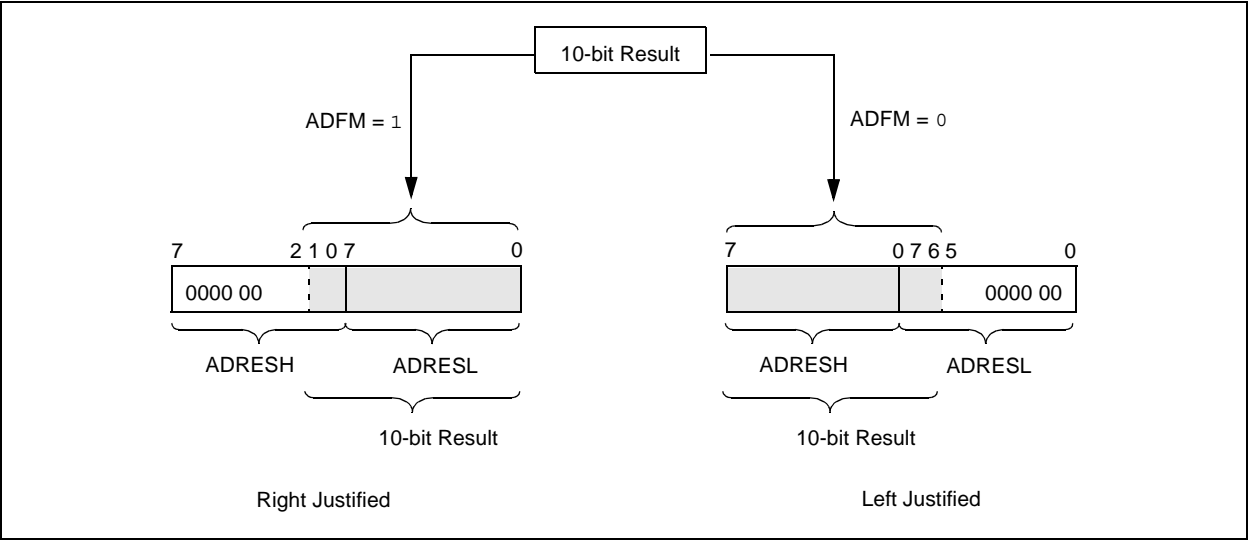 10-bit Result
ADFM = 1
ADFM = 0
7 2 1 0 7 0
7 0 7 6 5 0
0000 00
0000 00
ADRESH
ADRESL
ADRESH
ADRESL
10-bit Result
10-bit Result
Right Justified
Left Justified